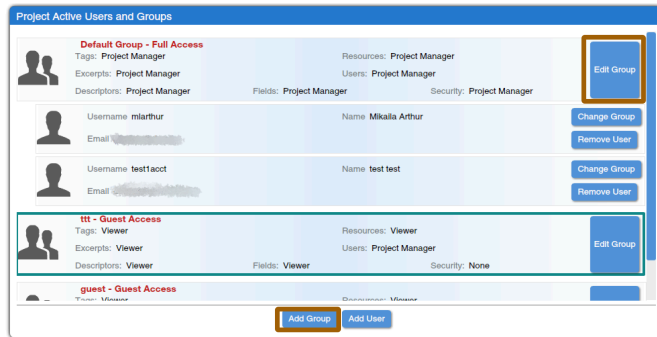 Project Active Users and Groups
Default Group - Full Access
Tags: Project Manager Resources: Project Manager
Edit Group
Excerpts: Project Manager Users: Project Manager
Descriptors: Project Manager Fields: Project Manager Security: Project Manager
Username mlarthur Name Mikaila Arthur Change Group
Email Remove User
Username test1acct Name test test Change Group
Email Remove User
ttt - Guest Access
Tags: Viewer Resources: Viewer
Edit Group
Excerpts: Viewer Users: Project Manager
Descriptors: Viewer Fields: Viewer Security: None
guest - Guest Access
Tags: Viewer Resources: Viewer
Add Group Add User